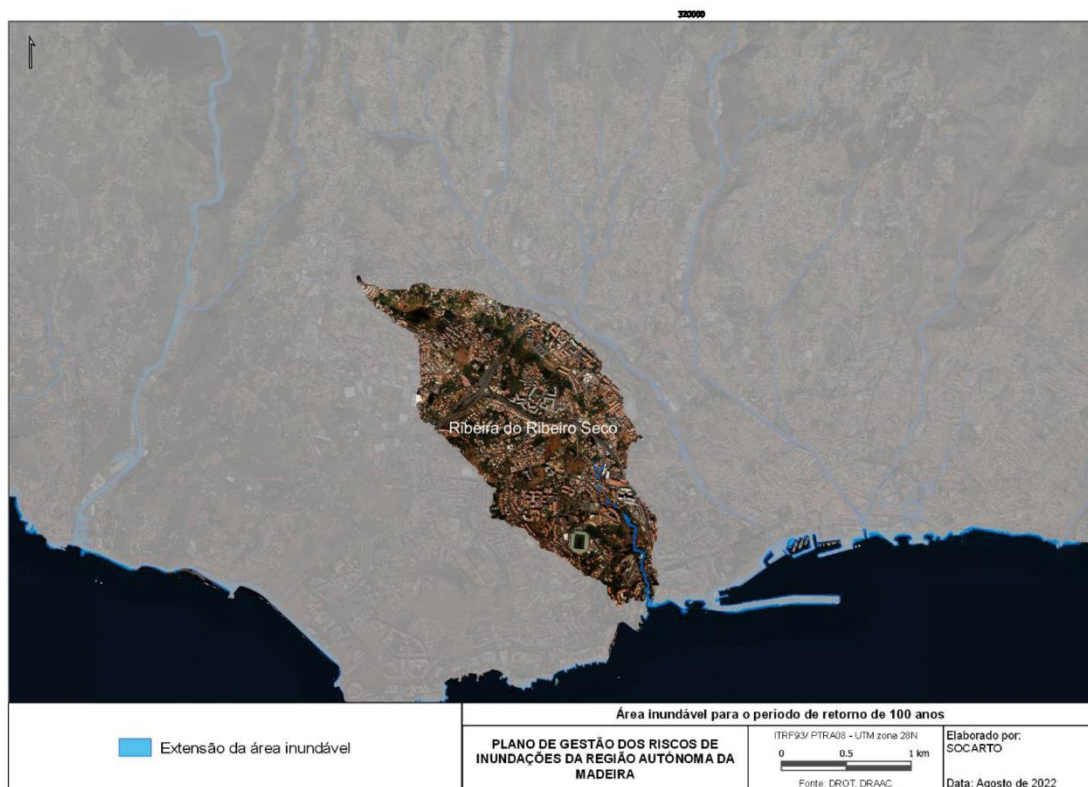 320000
Ribeira do Ribeiro Seco
Extensão da área inundável
Área inundável para o período de retorno de 100 anos
PLANO DE GESTÃO DOS RISCOS DE
INUNDAÇÕES DA REGIÃO AUTÓNOMA DA
MADEIRA
ITRF93/ PTRA08 - UTM zona 28N
0 0.5 1 km
Fonte: DROT, DRAAC
Elaborado por:
SOCARTO
Data: Agosto de 2022